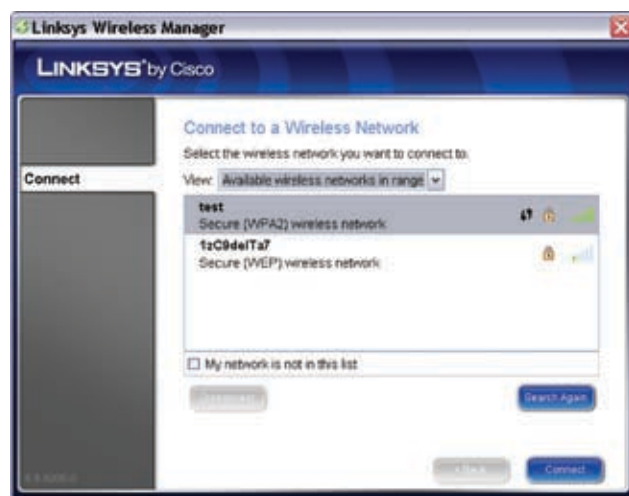 Linksys Wireless Manager
LINKSYS® by Cisco
Connect to a Wireless Network
Select the wireless network you want to connect to.
Connect
View: Available wireless networks in range
test
Secure (WPA2) wireless network
1zC9delTa7
Secure (WEP) wireless network
My network is not in this list
Search Again
Connect